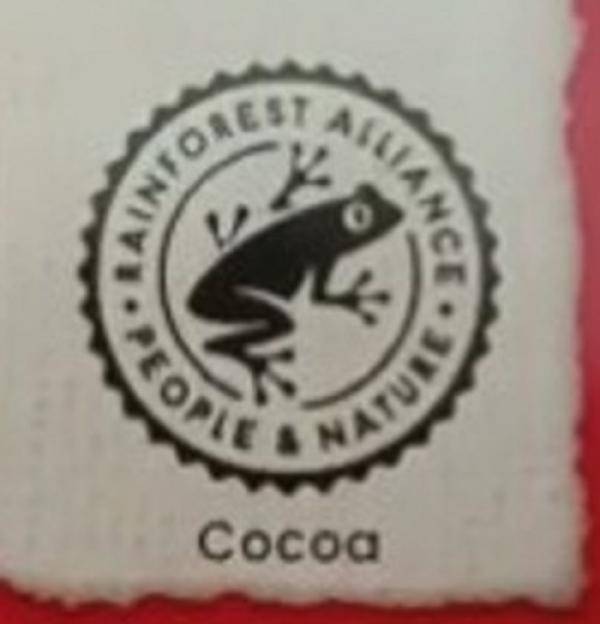 • RAINFOREST ALLIANCE •
PEOPLE & NATURE
Cocoa